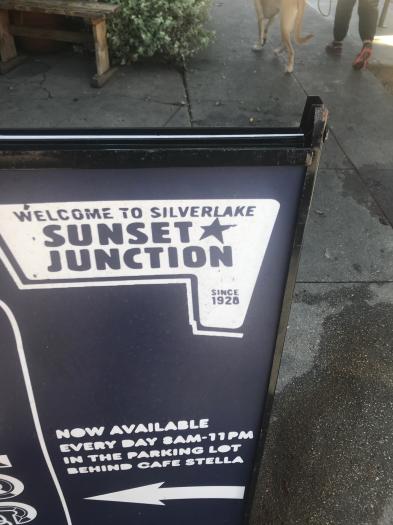 WELCOME TO SILVERLAKE
SUNSET
JUNCTION
SINCE
1928
NOW AVAILABLE
EVERY DAY 8AM-11PM
IN THE PARKING LOT
BEHIND CAFE STELLA